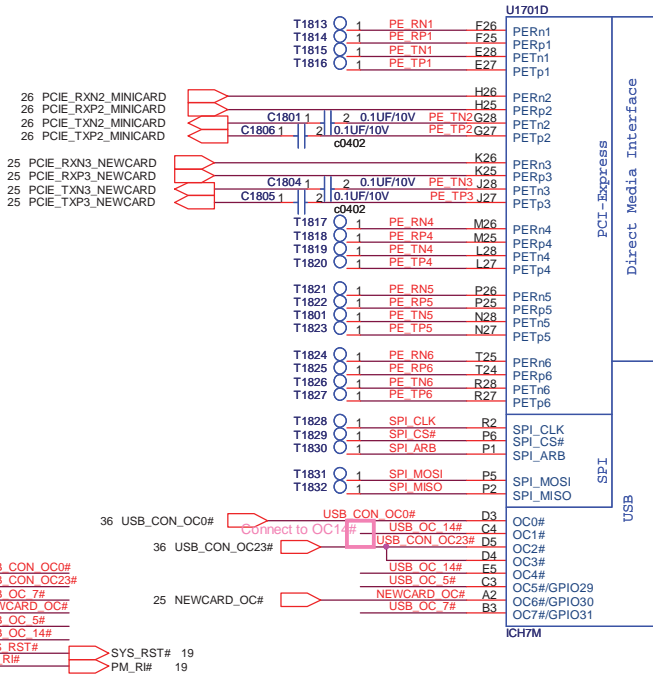 U1701D
T1813 1 PE_RN1 F26 PERn1
T1814 1 PE_RP1 F25 PERp1
T1815 1 PE_TN1 E28 PETn1
T1816 1 PE_TP1 E27 PETp1
26 PCIE_RXN2_MINICARD H26 PERn2
26 PCIE_RXP2_MINICARD H25 PERp2
26 PCIE_TXN2_MINICARD C1801 1 2 0.1UF/10V PE_TN2 G28 PETn2
26 PCIE_TXP2_MINICARD C1806 1 2 0.1UF/10V PE_TP2 G27 PETp2
c0402
25 PCIE_RXN3_NEWCARD K26 PERn3
25 PCIE_RXP3_NEWCARD K25 PERp3
25 PCIE_TXN3_NEWCARD C1804 1 2 0.1UF/10V PE_TN3 J28 PETn3
25 PCIE_TXP3_NEWCARD C1805 1 2 0.1UF/10V PE_TP3 J27 PETp3
c0402
T1817 1 PE_RN4 M26 PERn4
T1818 1 PE_RP4 M25 PERp4
T1819 1 PE_TN4 L28 PETn4
T1820 1 PE_TP4 L27 PETp4
T1821 1 PE_RN5 P26 PERn5
T1822 1 PE_RP5 P25 PERp5
T1801 1 PE_TN5 N28 PETn5
T1823 1 PE_TP5 N27 PETp5
T1824 1 PE_RN6 T25 PERn6
T1825 1 PE_RP6 T24 PERp6
T1826 1 PE_TN6 R28 PETn6
T1827 1 PE_TP6 R27 PETp6
T1828 1 SPI_CLK R2 SPI_CLK
T1829 1 SPI_CS# P6 SPI_CS#
T1830 1 SPI_ARB P1 SPI_ARB
T1831 1 SPI_MOSI P5 SPI_MOSI
T1832 1 SPI_MISO P2 SPI_MISO
PCI-Express
Direct Media Interface
SPI
USB
36 USB_CON_OC0# USB_CON_OC0# D3 OC0#
Connect to OC14# USB_OC_14# C4 OC1#
36 USB_CON_OC23# USB_CON_OC23# D5 OC2#
D4 OC3#
USB_OC_14# E5 OC4#
USB_OC_5# C3 OC5#/GPIO29
25 NEWCARD_OC# NEWCARD_OC# A2 OC6#/GPIO30
USB_OC_7# B3 OC7#/GPIO31
ICH7M
B_CON_OC0#
B_CON_OC23#
B_OC_7#
WCARD_OC#
B_OC_5#
B_OC_14#
S_RST# SYS_RST# 19
RI# PM_RI# 19